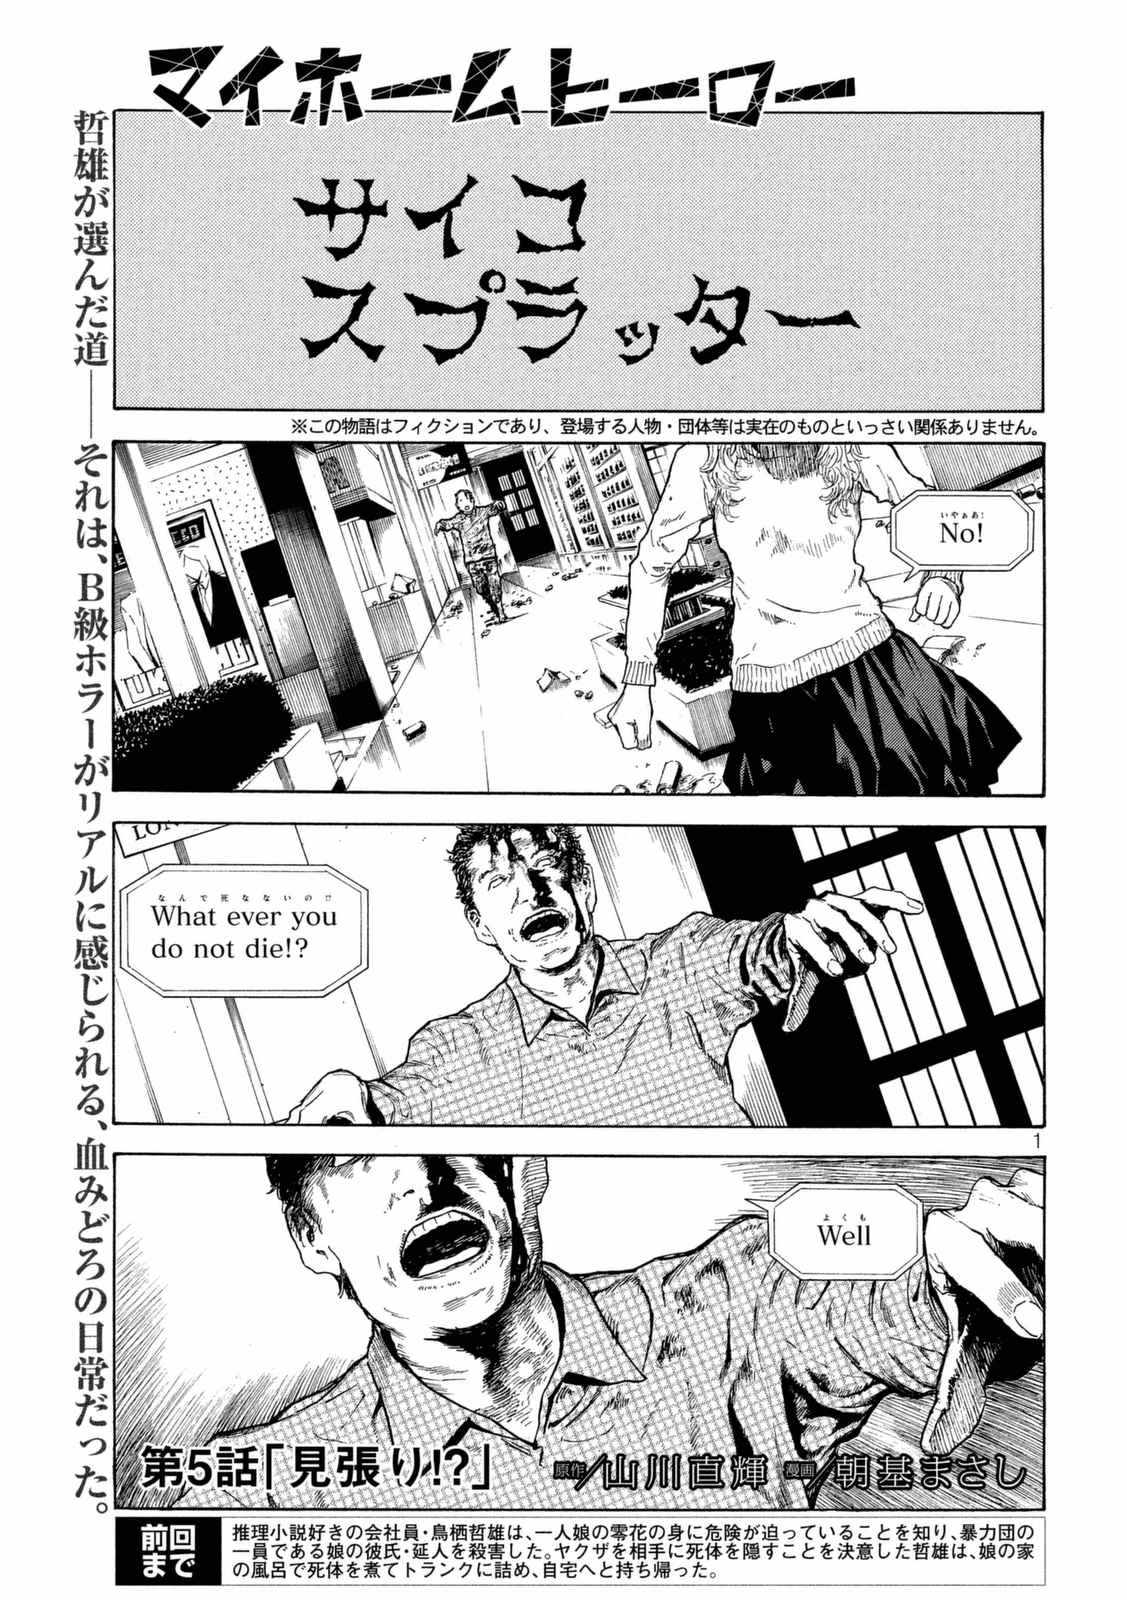 マイホームヒーロー
サイコ
スプラッター
哲雄が選んだ道――それは、B級ホラーがリアルに感じられる、血みどろの日常だった。
※この物語はフィクションであり、登場する人物・団体等は実在のものといっさい関係ありません。
いやぁあ!
No!
LON
なんで死なないの!?
What ever you
do not die!?
1
よくも
Well
第5話「見張り!?」
原作/山川直輝 漫画/朝基まさし
前回
まで
推理小説好きの会社員・鳥栖哲雄は、一人娘の零花の身に危険が迫っていることを知り、暴力団の
一員である娘の彼氏・延人を殺害した。ヤクザを相手に死体を隠すことを決意した哲雄は、娘の家
の風呂で死体を煮てトランクに詰め、自宅へと持ち帰った。